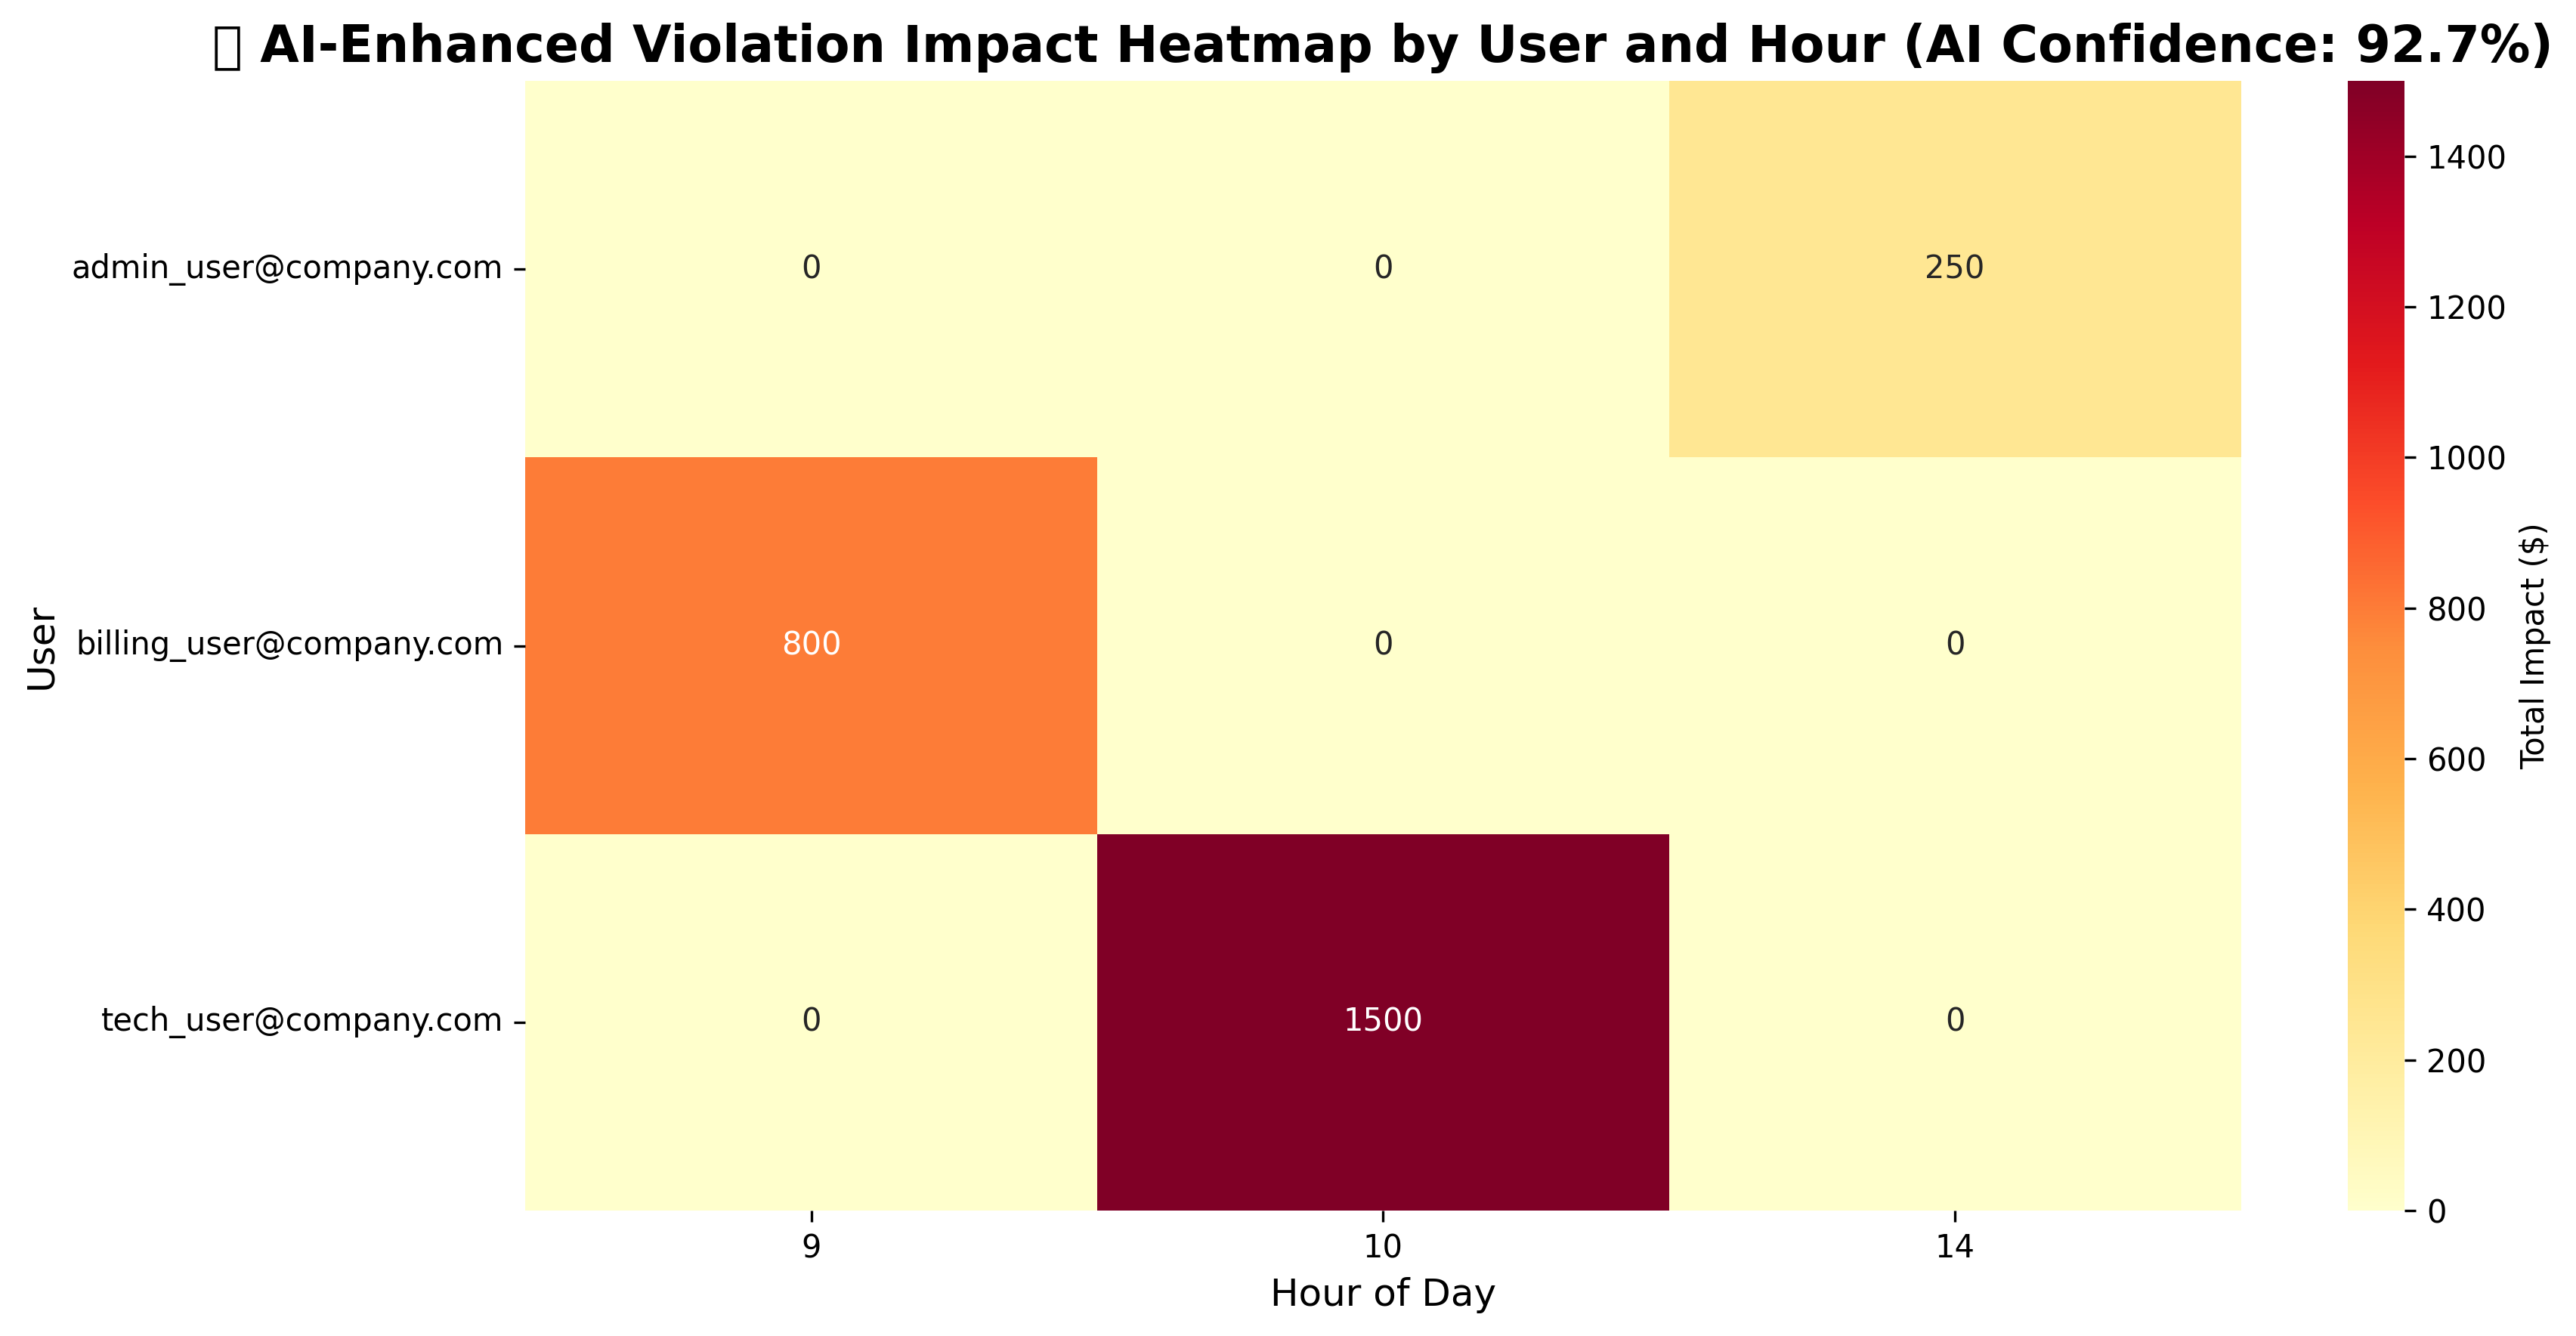 AI-Enhanced Violation Impact Heatmap by User and Hour (AI Confidence: 92.7%)
admin_user@company.com
0
0
250
billing_user@company.com
800
0
0
tech_user@company.com
0
1500
0
9
10
14
Hour of Day
User
1400
1200
1000
800
600
400
200
0
Total Impact ($)